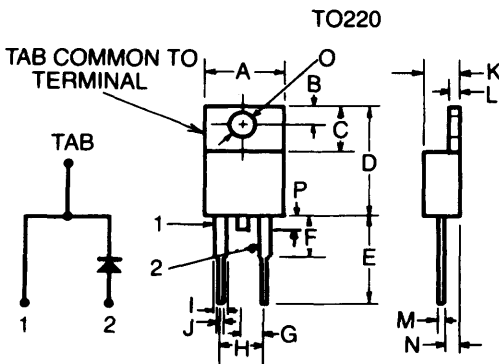 TO220
TAB COMMON TO
TERMINAL
A
O
B
C
D
K
L
TAB
P
1
F
E
2
I
J
H
G
M
N
1
2